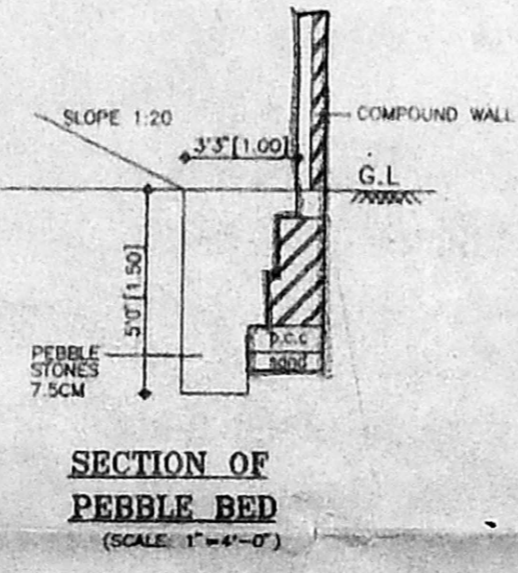 SLOPE 1:20
COMPOUND WALL
3'3"[1.00]
G.L
5'0"[1.50]
PEBBLE
STONES
7.5CM
p.c.c
sand
SECTION OF
PEBBLE BED
(SCALE: 1"=4'-0")